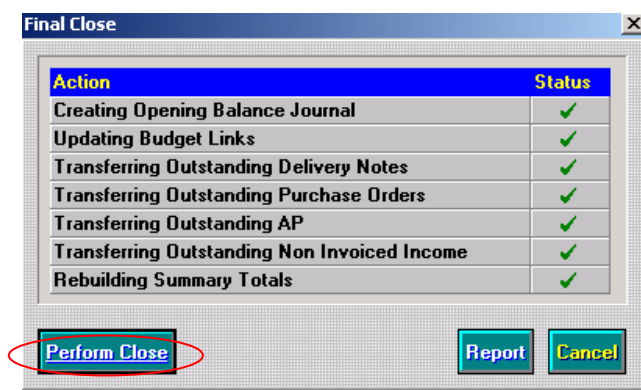 Final Close
Action Status
Creating Opening Balance Journal
Updating Budget Links
Transferring Outstanding Delivery Notes
Transferring Outstanding Purchase Orders
Transferring Outstanding AP
Transferring Outstanding Non Invoiced Income
Rebuilding Summary Totals
Perform Close Report Cancel